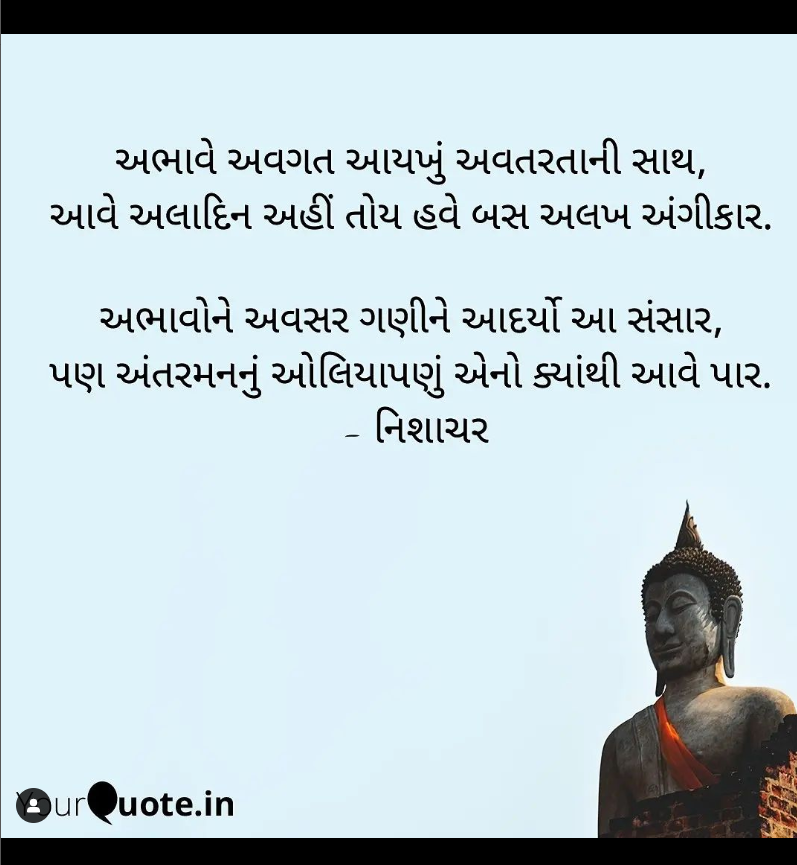 અભાવે અવગત આયખું અવતરતાની સાથ,
આવે અલાદિન અહીં તોય હવે બસ અલખ અંગીકાર.
અભાવોને અવસર ગણીને આદર્યો આ સંસાર,
પણ અંતરમનનું ઓલિયાપણું એનો ક્યાંથી આવે પાર.
– નિશાચર
YourQuote.in